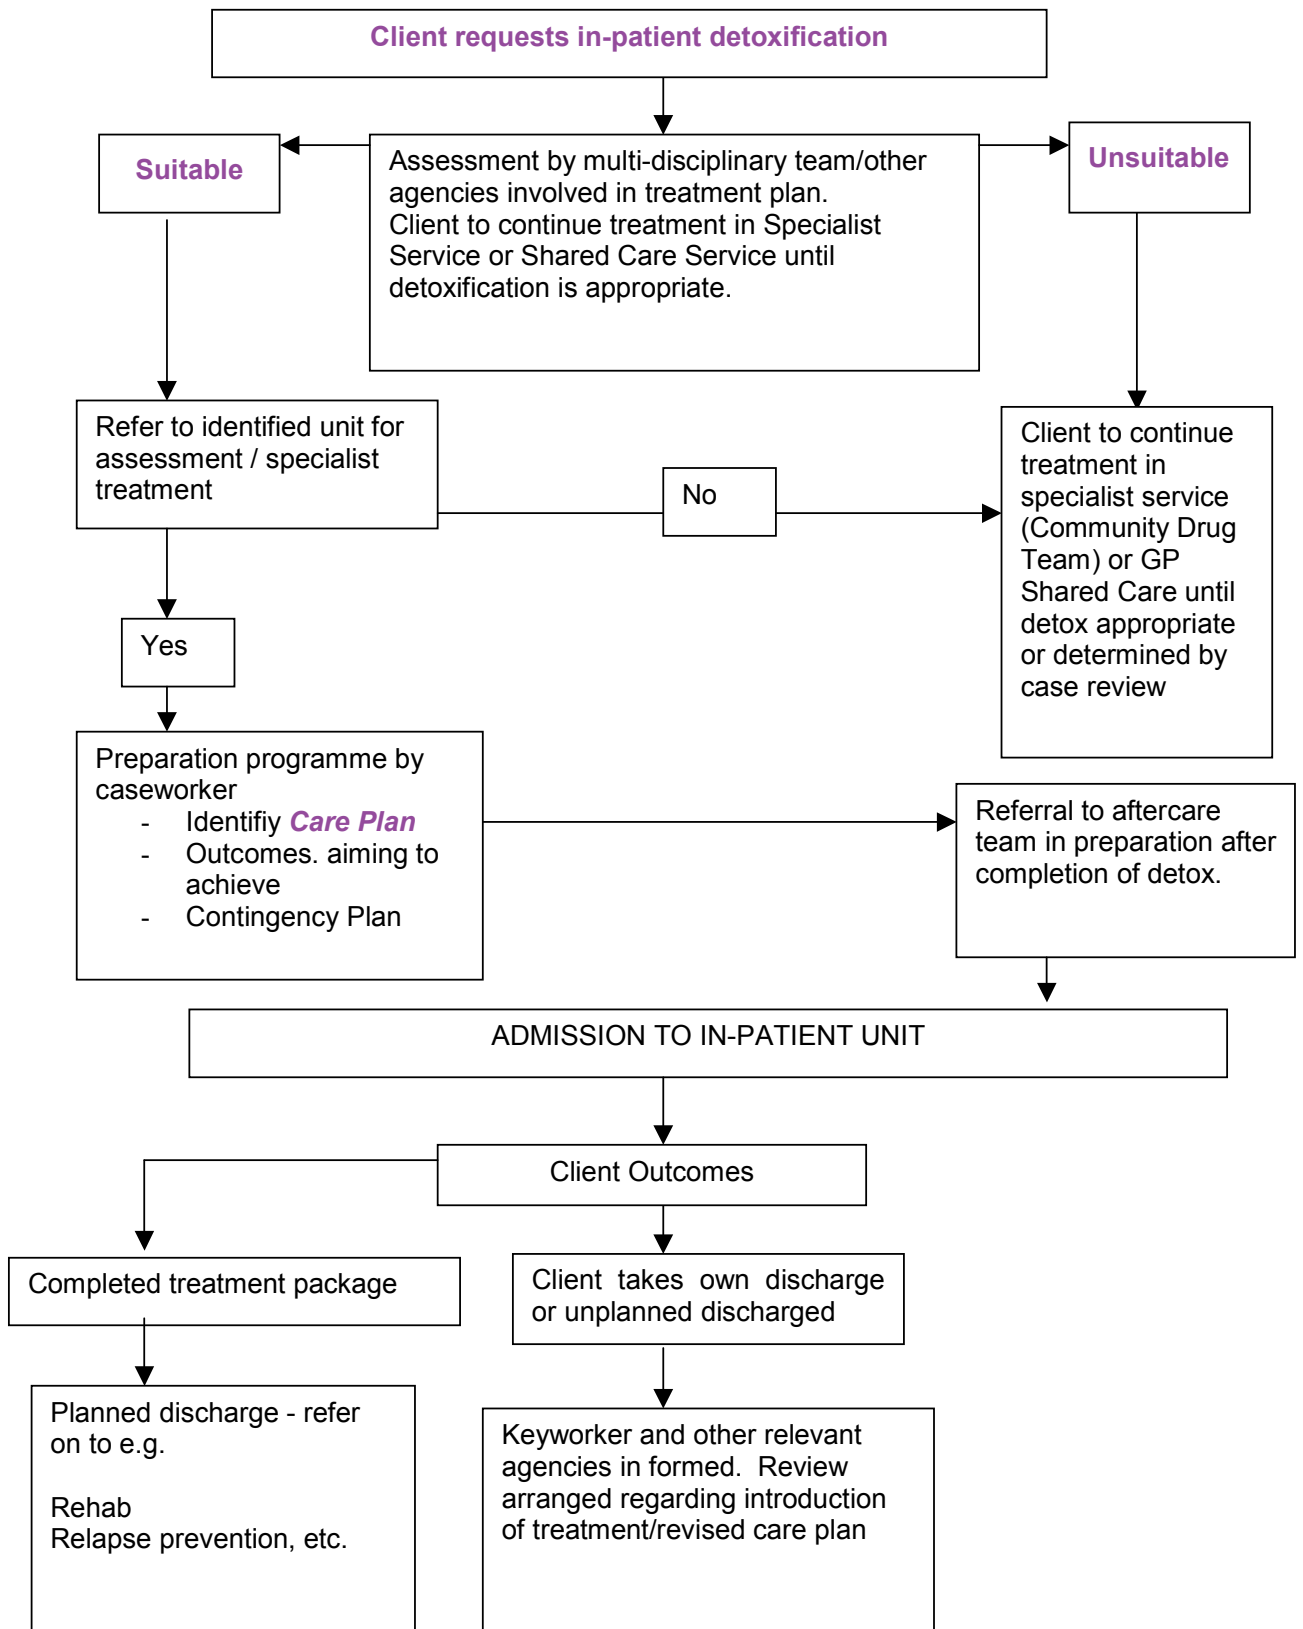 Client requests in-patient detoxification
Suitable
Assessment by multi-disciplinary team/other
agencies involved in treatment plan.
Client to continue treatment in Specialist
Service or Shared Care Service until
detoxification is appropriate.
Unsuitable
Refer to identified unit for
assessment / specialist
treatment
No
Client to continue
treatment in
specialist service
(Community Drug
Team) or GP
Shared Care until
detox appropriate
or determined by
case review
Yes
Preparation programme by
caseworker
- Identifiy Care Plan
- Outcomes. aiming to
achieve
- Contingency Plan
Referral to aftercare
team in preparation after
completion of detox.
ADMISSION TO IN-PATIENT UNIT
Client Outcomes
Completed treatment package
Client takes own discharge
or unplanned discharged
Planned discharge - refer
on to e.g.
Rehab
Relapse prevention, etc.
Keyworker and other relevant
agencies in formed. Review
arranged regarding introduction
of treatment/revised care plan